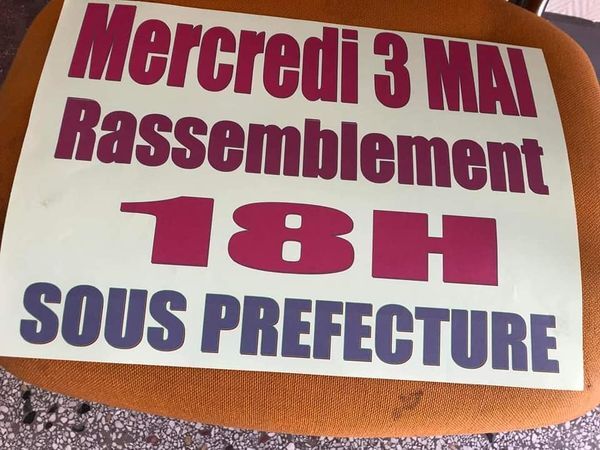 Mercredi 3 MAI
Rassemblement
18H
SOUS PREFECTURE